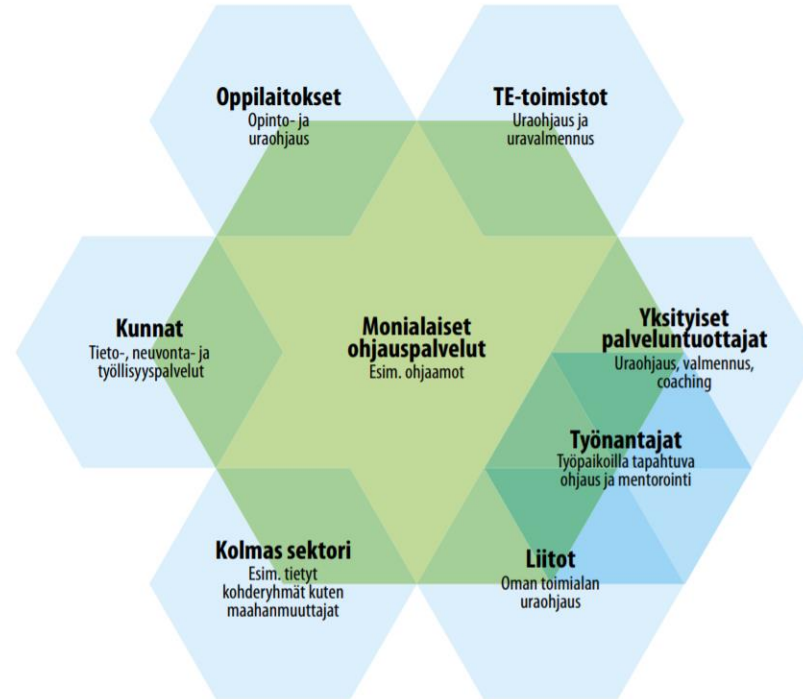 Oppilaitokset
Opinto- ja
uraohjaus
TE-toimistot
Uraohjaus ja
uravalmennus
Kunnat
Tieto-, neuvonta- ja
työllisyyspalvelut
Monialaiset
ohjauspalvelut
Esim. ohjaamot
Yksityiset
palveluntuottajat
Uraohjaus, valmennus,
coaching
Työnantajat
Työpaikoilla tapahtuva
ohjaus ja mentorointi
Kolmas sektori
Esim. tietyt
kohderyhmät kuten
maahanmuuttajat
Liitot
Oman toimialan
uraohjaus